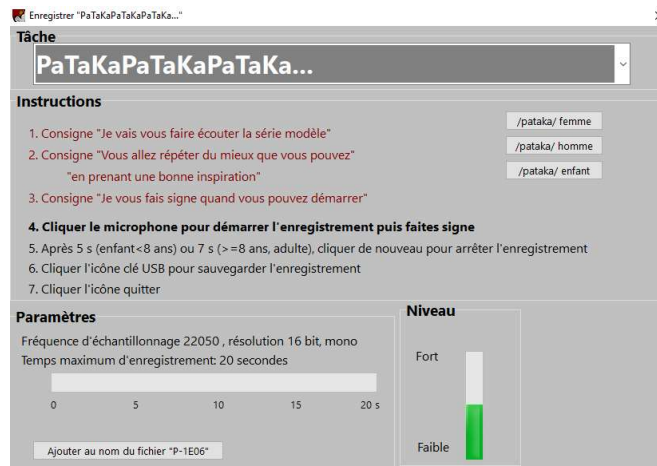 Enregistrer "PaTaKaPaTaKaPaTaKa..."
Tâche
PaTaKaPaTaKaPaTaKa...
Instructions
/pataka/ femme
1. Consigne "Je vais vous faire écouter la série modèle"
/pataka/ homme
2. Consigne "Vous allez répéter du mieux que vous pouvez"
/pataka/ enfant
"en prenant une bonne inspiration"
3. Consigne "Je vous fais signe quand vous pouvez démarrer"
4. Cliquer le microphone pour démarrer l'enregistrement puis faites signe
5. Après 5 s (enfant<8 ans) ou 7 s (>=8 ans, adulte), cliquer de nouveau pour arrêter l'enregistrement
6. Cliquer l'icône clé USB pour sauvegarder l'enregistrement
7. Cliquer l'icône quitter
Paramètres
Fréquence d'échantillonnage 22050 , résolution 16 bit, mono
Temps maximum d'enregistrement: 20 secondes
0 5 10 15 20 s
Ajouter au nom du fichier "P-1E06"
Niveau
Fort
Faible